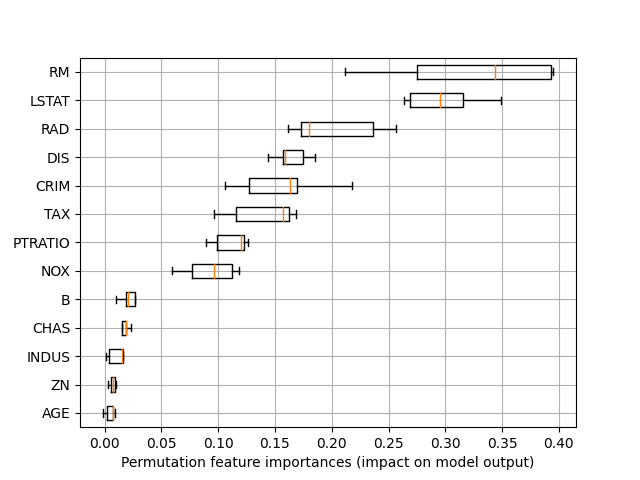 RM
LSTAT
RAD
DIS
CRIM
TAX
PTRATIO
NOX
B
CHAS
INDUS
ZN
AGE
0.00 0.05 0.10 0.15 0.20 0.25 0.30 0.35 0.40
Permutation feature importances (impact on model output)